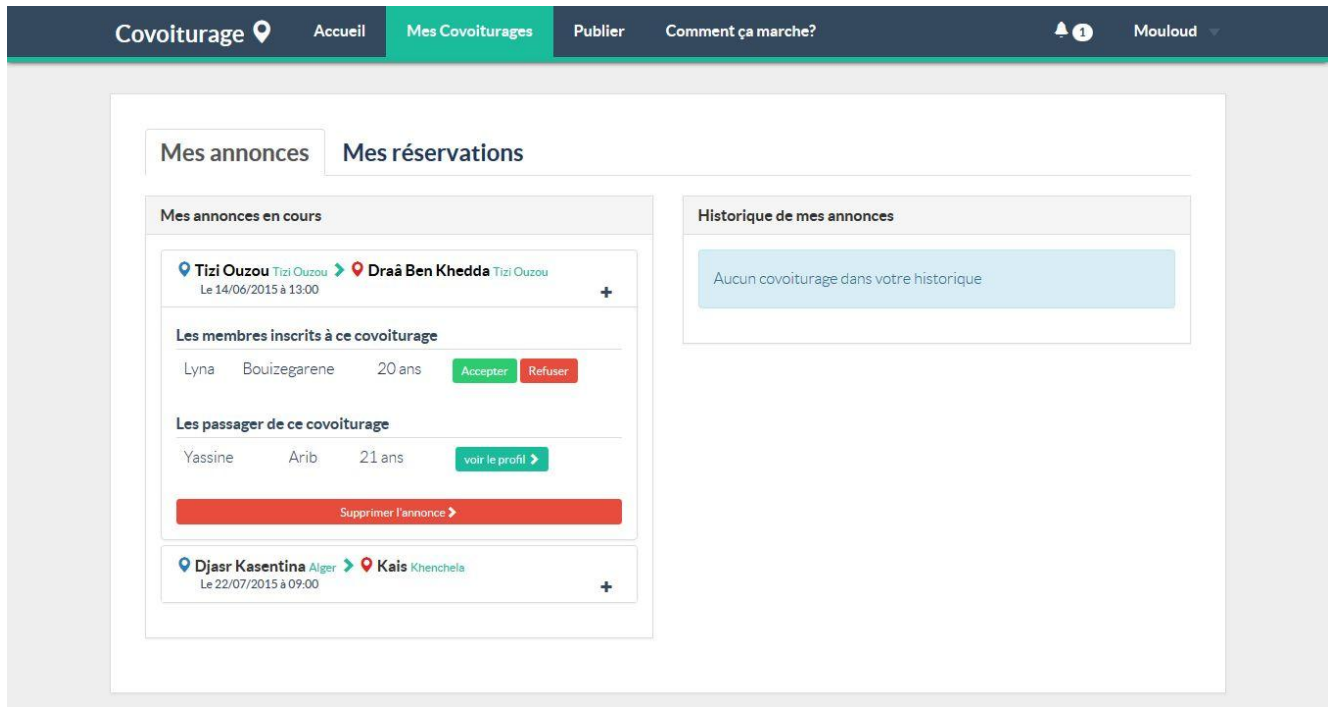 Covoiturage Accueil Mes Covoiturages Publier Comment ça marche? 1 Mouloud
Mes annonces Mes réservations
Mes annonces en cours
Tizi Ouzou Tizi Ouzou Draâ Ben Khedda Tizi Ouzou
Le 14/06/2015 à 13:00
Les membres inscrits à ce covoiturage
Lyna Bouizegarene 20 ans Accepter Refuser
Les passager de ce covoiturage
Yassine Arib 21 ans voir le profil
Supprimer l'annonce
Djasr Kasentina Alger Kais Khenchela
Le 22/07/2015 à 09:00
Historique de mes annonces
Aucun covoiturage dans votre historique